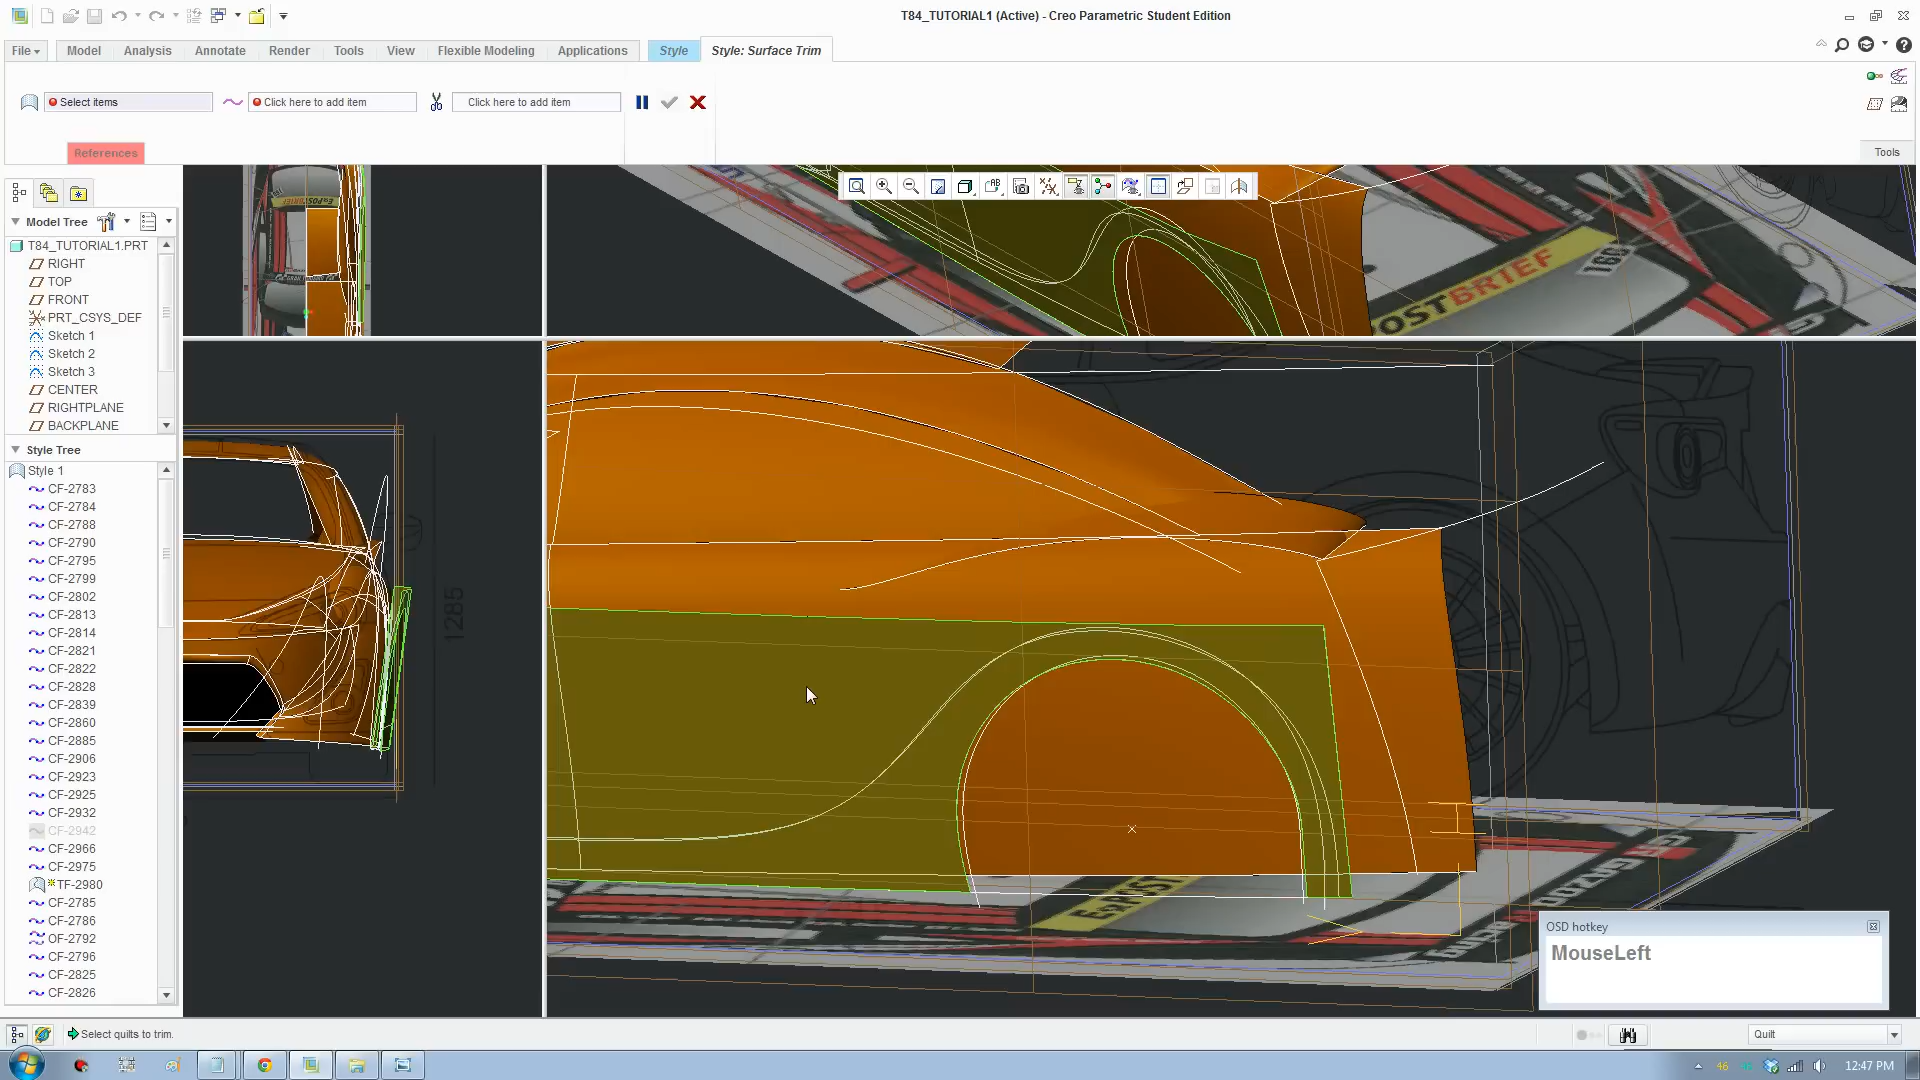 T84_TUTORIAL1 (Active) - Creo Parametric Student Edition
File
Model
Analysis
Annotate
Render
Tools
View
Flexible Modeling
Applications
Style
Style: Surface Trim
Select items
Click here to add item
Click here to add item
References
Tools
Model Tree
T84_TUTORIAL1.PRT
RIGHT
TOP
FRONT
PRT_CSYS_DEF
Sketch 1
Sketch 2
Sketch 3
CENTER
RIGHTPLANE
BACKPLANE
Style Tree
Style 1
CF-2783
CF-2784
CF-2788
CF-2790
CF-2795
CF-2799
CF-2802
CF-2813
CF-2814
CF-2821
CF-2822
CF-2828
CF-2839
CF-2860
CF-2885
CF-2906
CF-2923
CF-2925
CF-2932
CF-2942
CF-2966
CF-2975
TF-2980
CF-2785
CF-2786
OF-2792
CF-2796
CF-2825
CF-2826
1285
POSTBRIEF
OSD hotkey
MouseLeft
Select quilts to trim.
Quilt
46
12:47 PM